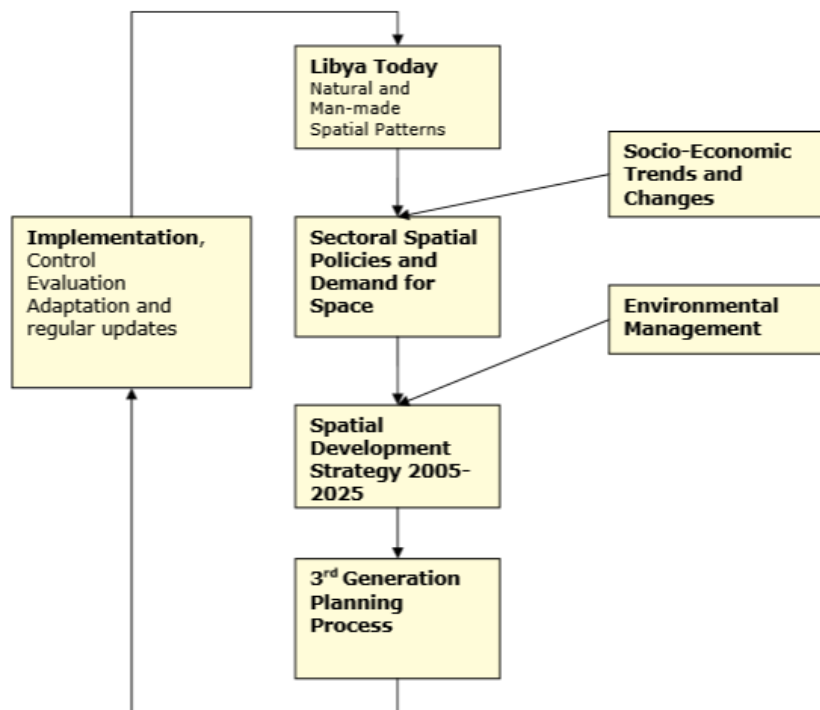 Libya Today
Natural and
Man-made
Spatial Patterns
Socio-Economic
Trends and
Changes
Implementation,
Control
Evaluation
Adaptation and
regular updates
Sectoral Spatial
Policies and
Demand for
Space
Environmental
Management
Spatial
Development
Strategy 2005-
2025
3rd Generation
Planning
Process